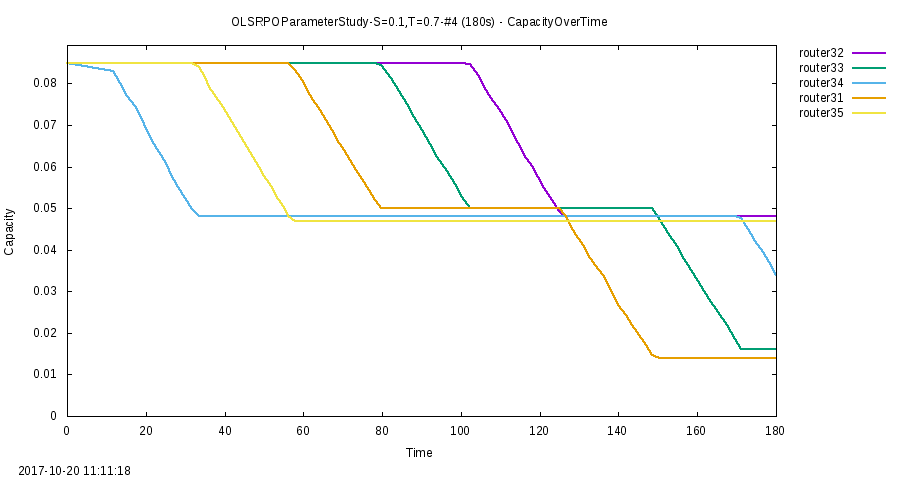 OLSRPOParameterStudy-S=0.1,T=0.7-#4 (180s) - CapacityOverTime
router32
router33
router34
router31
router35
0.08
0.07
0.06
0.05
0.04
0.03
0.02
0.01
0
Capacity
0 20 40 60 80 100 120 140 160 180
Time
2017-10-20 11:11:18